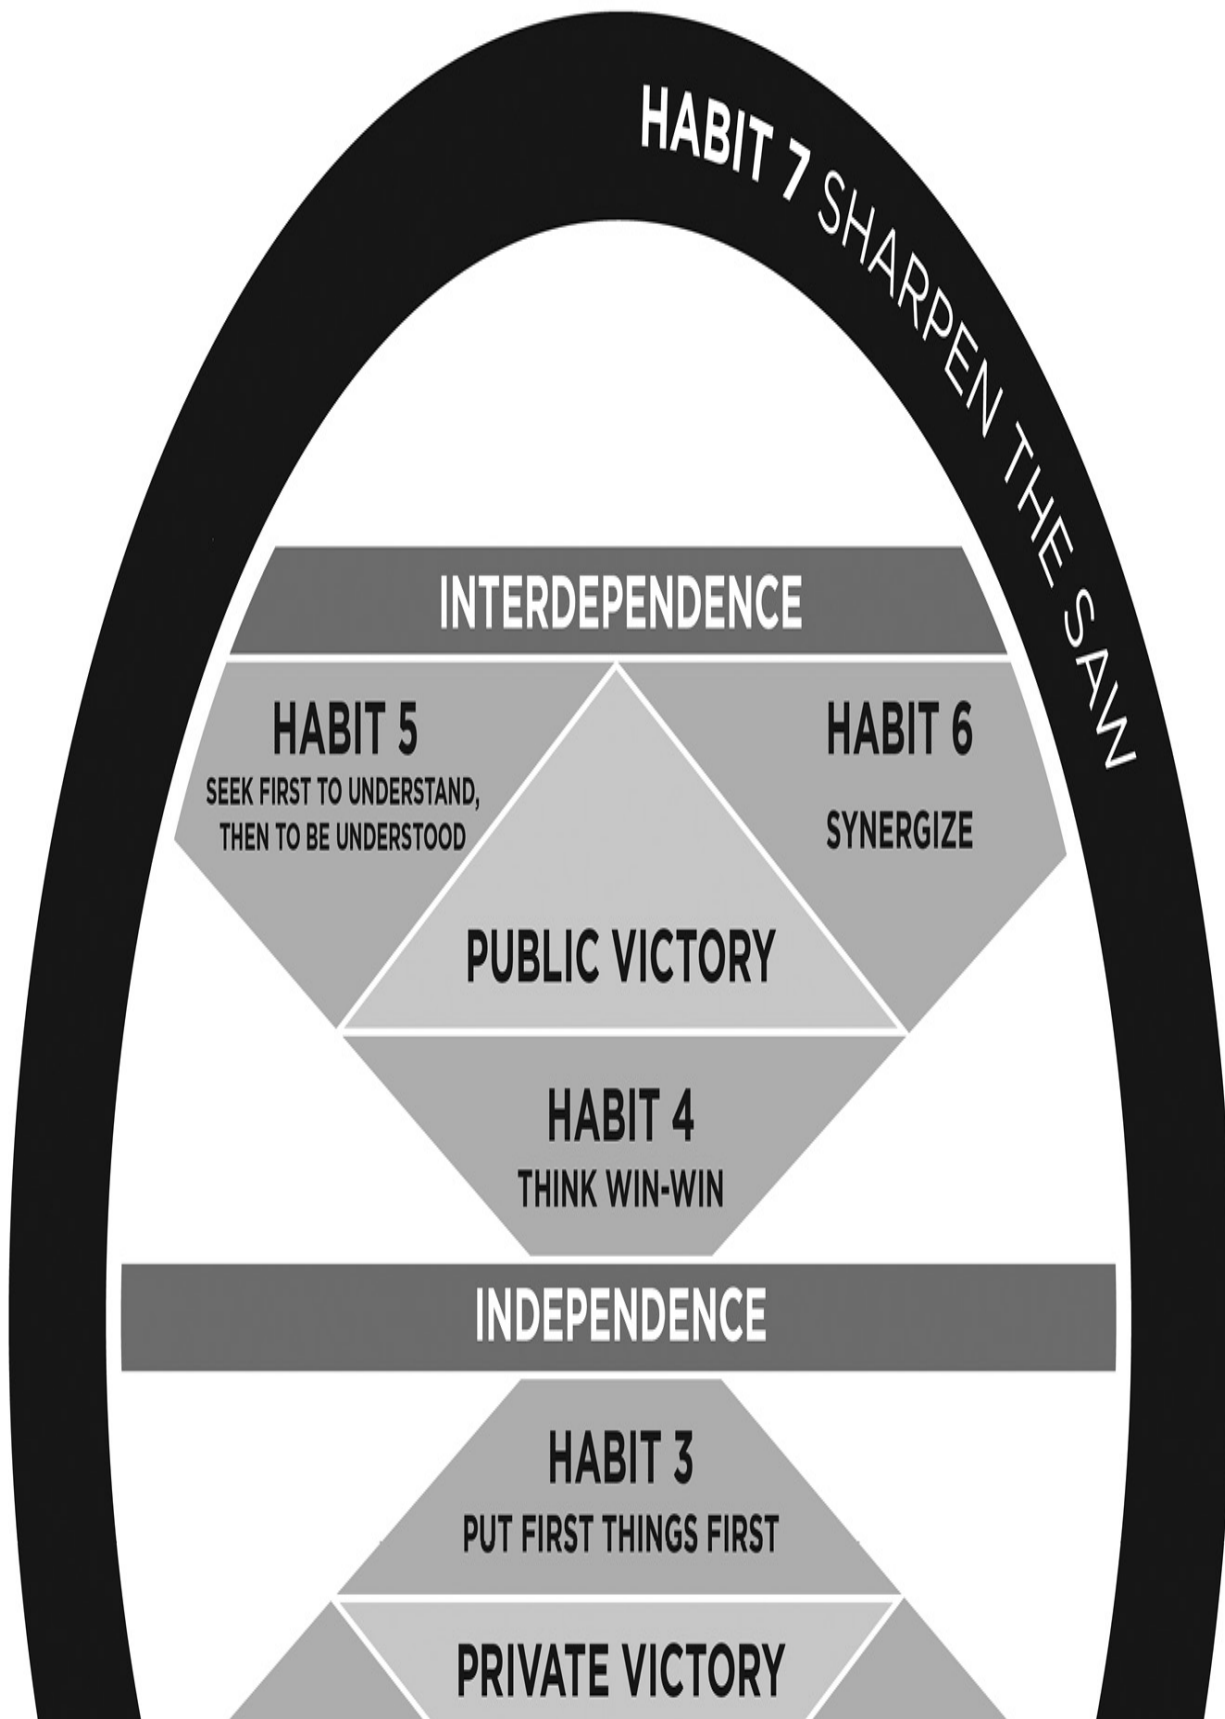 HABIT 7 SHARPEN THE SAW
INTERDEPENDENCE
HABIT 5
SEEK FIRST TO UNDERSTAND,
THEN TO BE UNDERSTOOD
HABIT 6
SYNERGIZE
PUBLIC VICTORY
HABIT 4
THINK WIN-WIN
INDEPENDENCE
HABIT 3
PUT FIRST THINGS FIRST
PRIVATE VICTORY